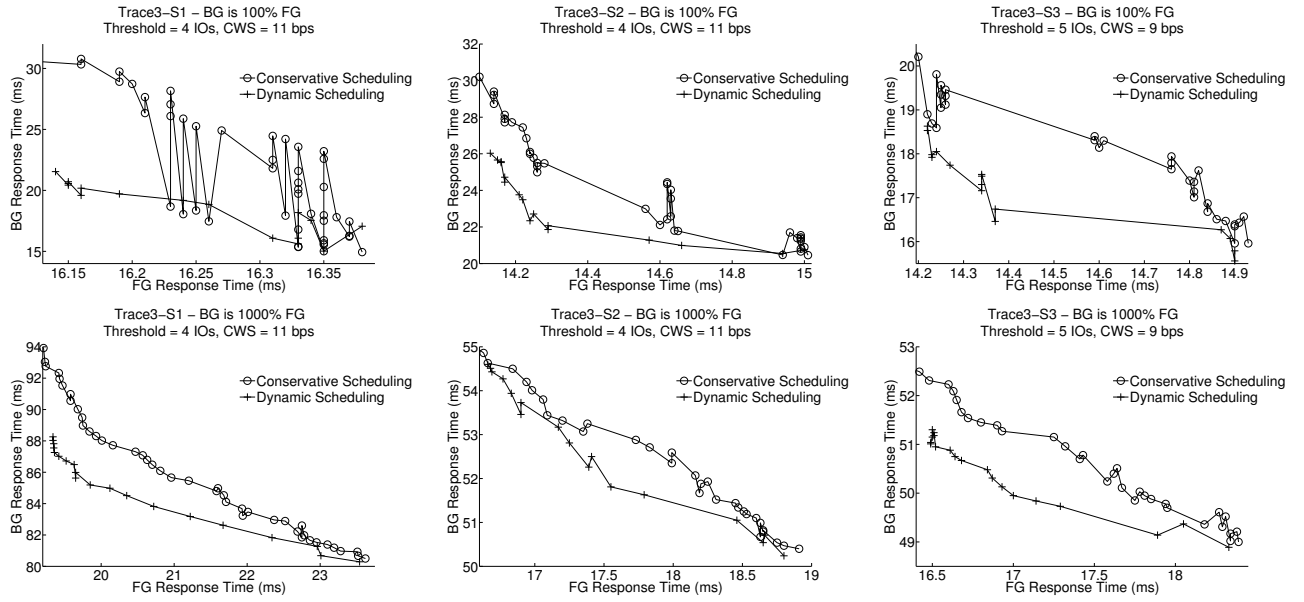 Trace3−S1 − BG is 100% FG
Threshold = 4 IOs, CWS = 11 bps
BG Response Time (ms)
30
25
20
15
Conservative Scheduling
Dynamic Scheduling
16.15 16.2 16.25 16.3 16.35
FG Response Time (ms)
Trace3−S2 − BG is 100% FG
Threshold = 4 IOs, CWS = 11 bps
BG Response Time (ms)
32
30
28
26
24
22
20
Conservative Scheduling
Dynamic Scheduling
14.2 14.4 14.6 14.8 15
FG Response Time (ms)
Trace3−S3 − BG is 100% FG
Threshold = 5 IOs, CWS = 9 bps
BG Response Time (ms)
20
19
18
17
16
Conservative Scheduling
Dynamic Scheduling
14.2 14.3 14.4 14.5 14.6 14.7 14.8 14.9
FG Response Time (ms)
Trace3−S1 − BG is 1000% FG
Threshold = 4 IOs, CWS = 11 bps
BG Response Time (ms)
94
92
90
88
86
84
82
80
Conservative Scheduling
Dynamic Scheduling
20 21 22 23
FG Response Time (ms)
Trace3−S2 − BG is 1000% FG
Threshold = 4 IOs, CWS = 11 bps
BG Response Time (ms)
55
54
53
52
51
50
Conservative Scheduling
Dynamic Scheduling
17 17.5 18 18.5 19
FG Response Time (ms)
Trace3−S3 − BG is 1000% FG
Threshold = 5 IOs, CWS = 9 bps
BG Response Time (ms)
53
52
51
50
49
Conservative Scheduling
Dynamic Scheduling
16.5 17 17.5 18
FG Response Time (ms)